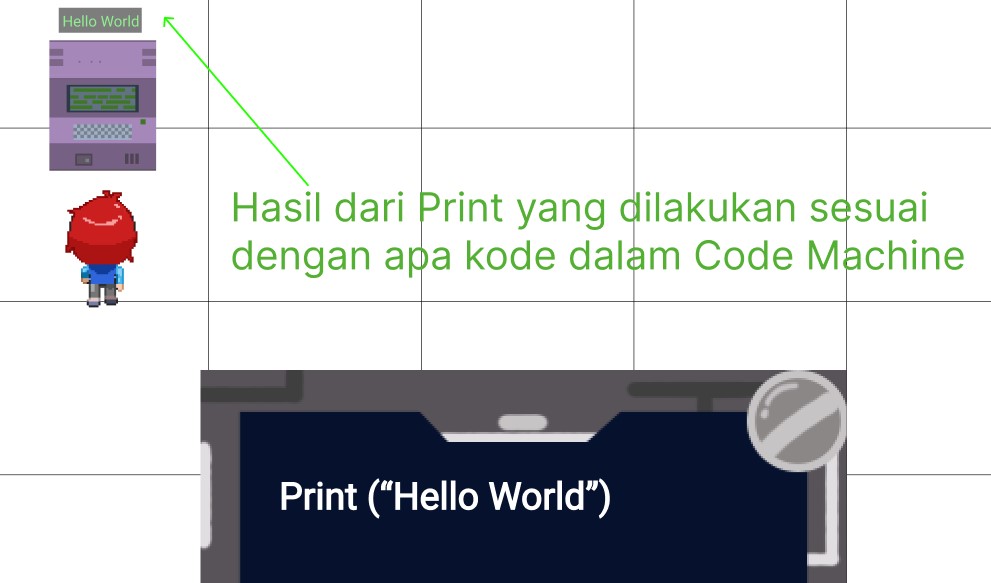 Hello World
Hasil dari Print yang dilakukan sesuai
dengan apa kode dalam Code Machine
Print (“Hello World”)